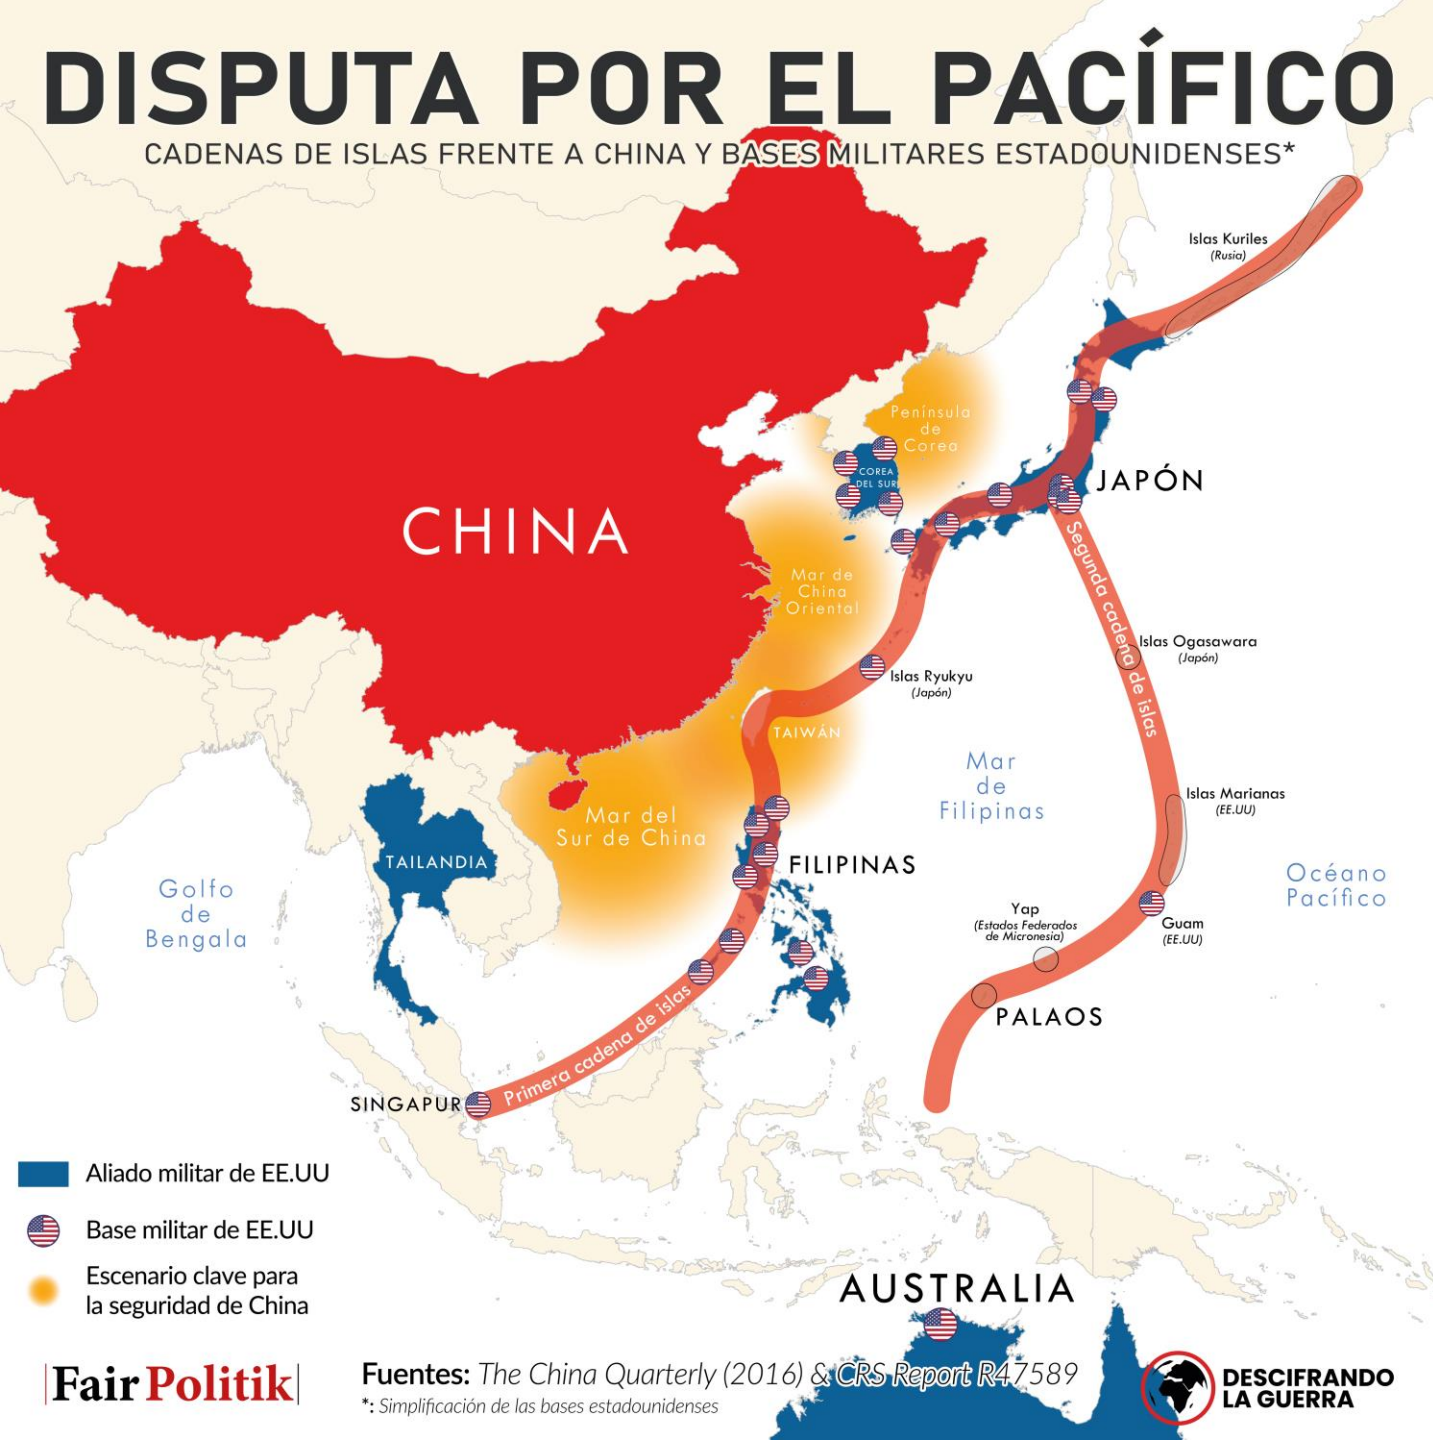 DISPUTA POR EL PACÍFICO
CADENAS DE ISLAS FRENTE A CHINA Y BASES MILITARES ESTADOUNIDENSES*
Islas Kuriles
(Rusia)
Península
de
Corea
COREA
DEL SUR
JAPÓN
CHINA
Mar de
China
Oriental
Segunda cadena de islas
Islas Ogasawara
(Japón)
Islas Ryukyu
(Japón)
TAIWÁN
Mar
de
Filipinas
Islas Marianas
(EE.UU)
Mar del
Sur de China
TAILANDIA
FILIPINAS
Océano
Pacífico
Golfo
de
Bengala
Yap
(Estados Federados
de Micronesia)
Guam
(EE.UU)
PALAOS
Primera cadena de islas
SINGAPUR
Aliado militar de EE.UU
Base militar de EE.UU
Escenario clave para
la seguridad de China
AUSTRALIA
Fair Politik
Fuentes: The China Quarterly (2016) & CRS Report R47589
*: Simplificación de las bases estadounidenses
DESCIFRANDO
LA GUERRA